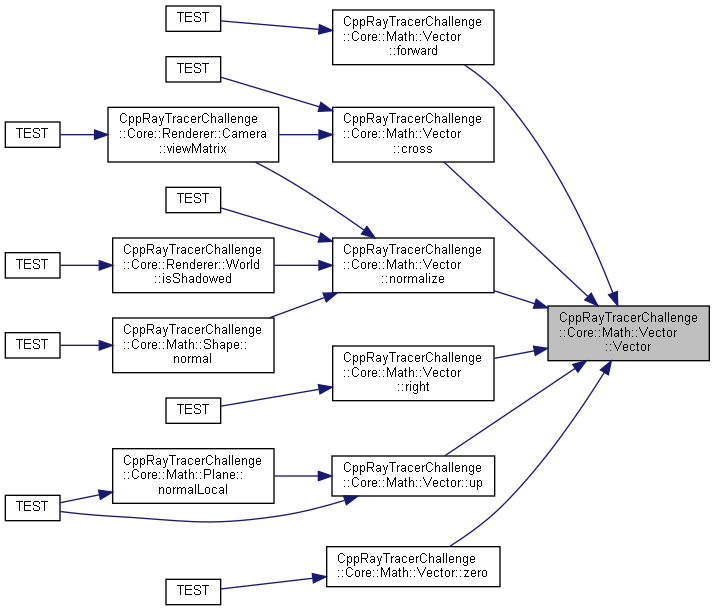 TEST
CppRayTracerChallenge
::Core::Math::Vector
::forward
TEST
CppRayTracerChallenge
::Core::Renderer::Camera
::viewMatrix
CppRayTracerChallenge
::Core::Math::Vector
::cross
TEST
TEST
CppRayTracerChallenge
::Core::Renderer::World
::isShadowed
CppRayTracerChallenge
::Core::Math::Vector
::normalize
TEST
CppRayTracerChallenge
::Core::Math::Vector
::Vector
CppRayTracerChallenge
::Core::Math::Shape::
normal
TEST
CppRayTracerChallenge
::Core::Math::Vector
::right
TEST
CppRayTracerChallenge
::Core::Math::Plane::
normalLocal
CppRayTracerChallenge
::Core::Math::Vector::up
TEST
CppRayTracerChallenge
::Core::Math::Vector::zero
TEST